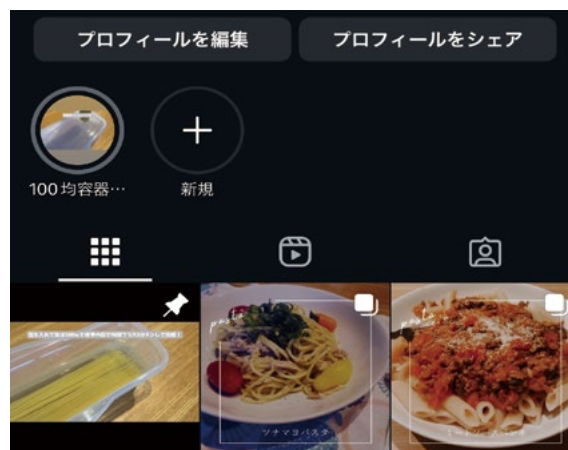 プロフィールを編集
プロフィールをシェア
100均容器…
新規
ツナマヨパスタ